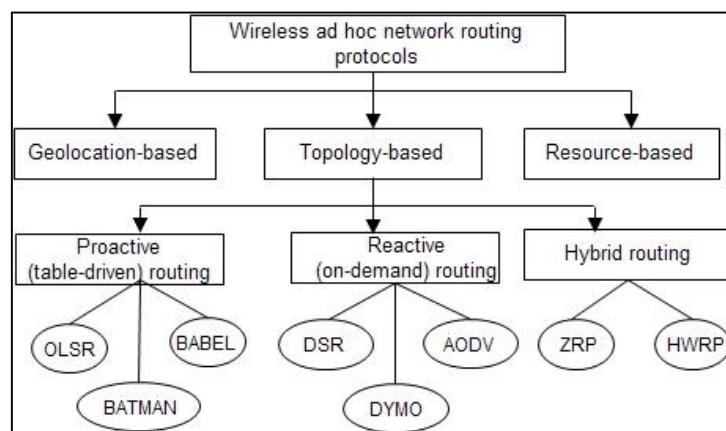 Wireless ad hoc network routing
protocols
Geolocation-based
Topology-based
Resource-based
Proactive
(table-driven) routing
Reactive
(on-demand) routing
Hybrid routing
OLSR
BABEL
BATMAN
DSR
AODV
DYMO
ZRP
HWRP